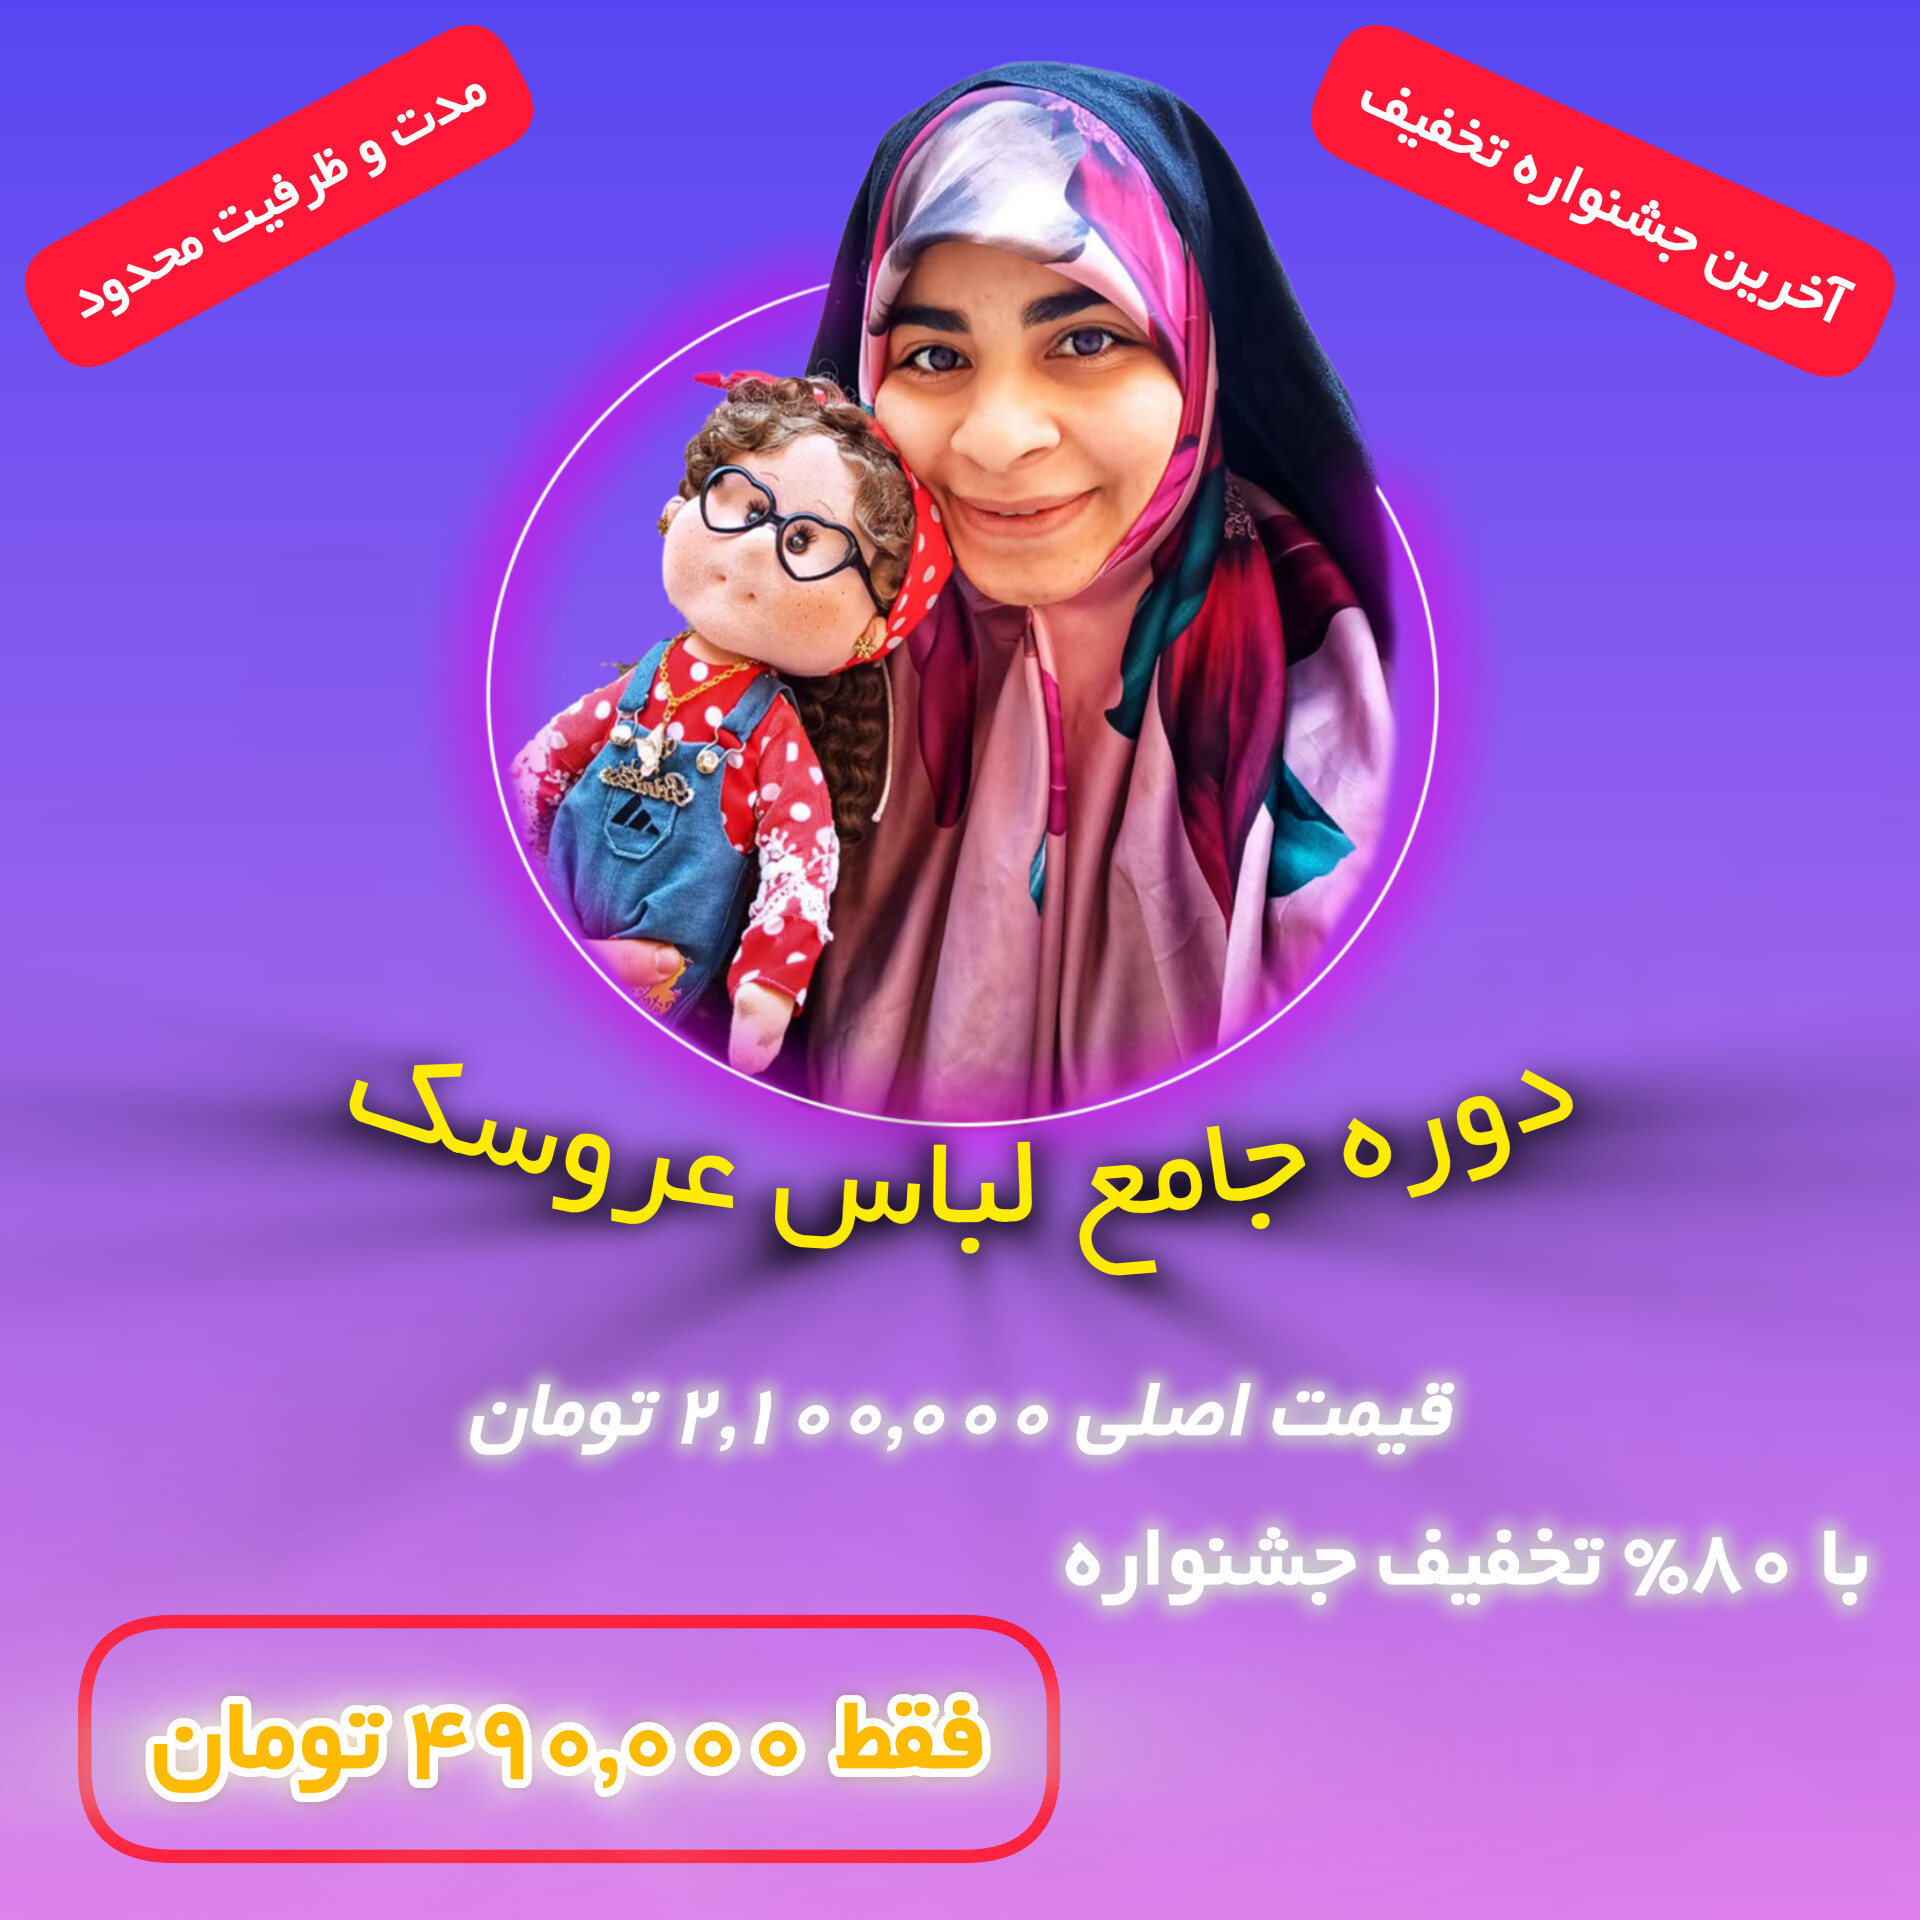 آخرین جشنواره تخفیف
مدت و ظرفیت محدود
دوره جامع لباس عروسک
قیمت اصلی ۲,۱۰۰,۰۰۰ تومان
با ۸۰% تخفیف جشنواره
فقط ۴۹۰,۰۰۰ تومان